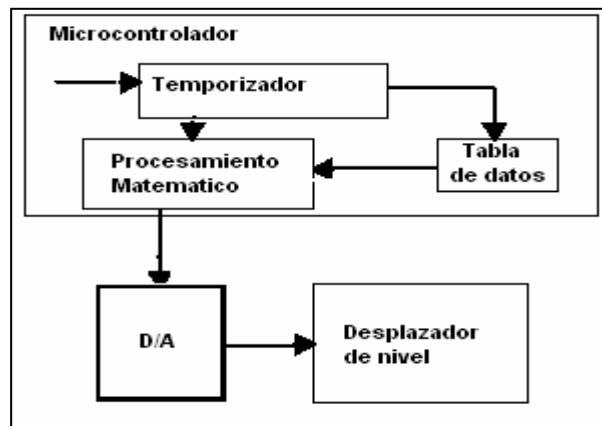 Microcontrolador
Temporizador
Procesamiento
Matematico
Tabla
de datos
D/A
Desplazador
de nivel